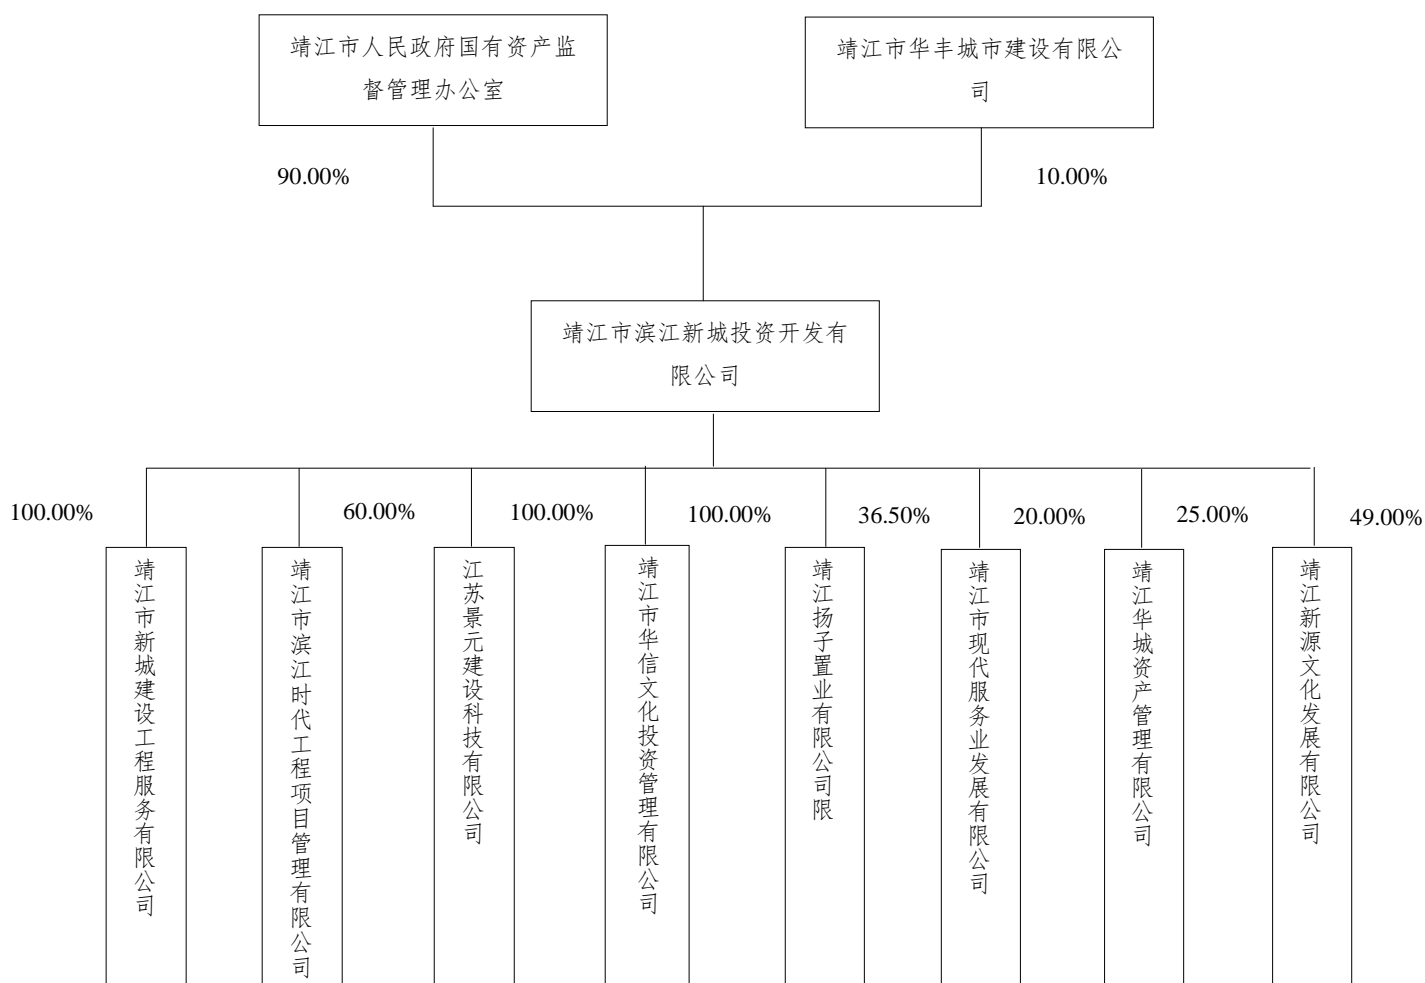 靖江市人民政府国有资产监
督管理办公室
靖江市华丰城市建设有限公
司
90.00%
10.00%
靖江市滨江新城投资开发有
限公司
100.00%
60.00%
100.00%
100.00%
36.50%
20.00%
25.00%
49.00%
靖江市新城建设工程服务有限公司
靖江市滨江时代工程项目管理有限公司
江苏景元建设科技有限公司
靖江市华信文化投资管理有限公司
靖江扬子置业有限公司限
靖江市现代服务业发展有限公司
靖江华城资产管理有限公司
靖江新源文化发展有限公司